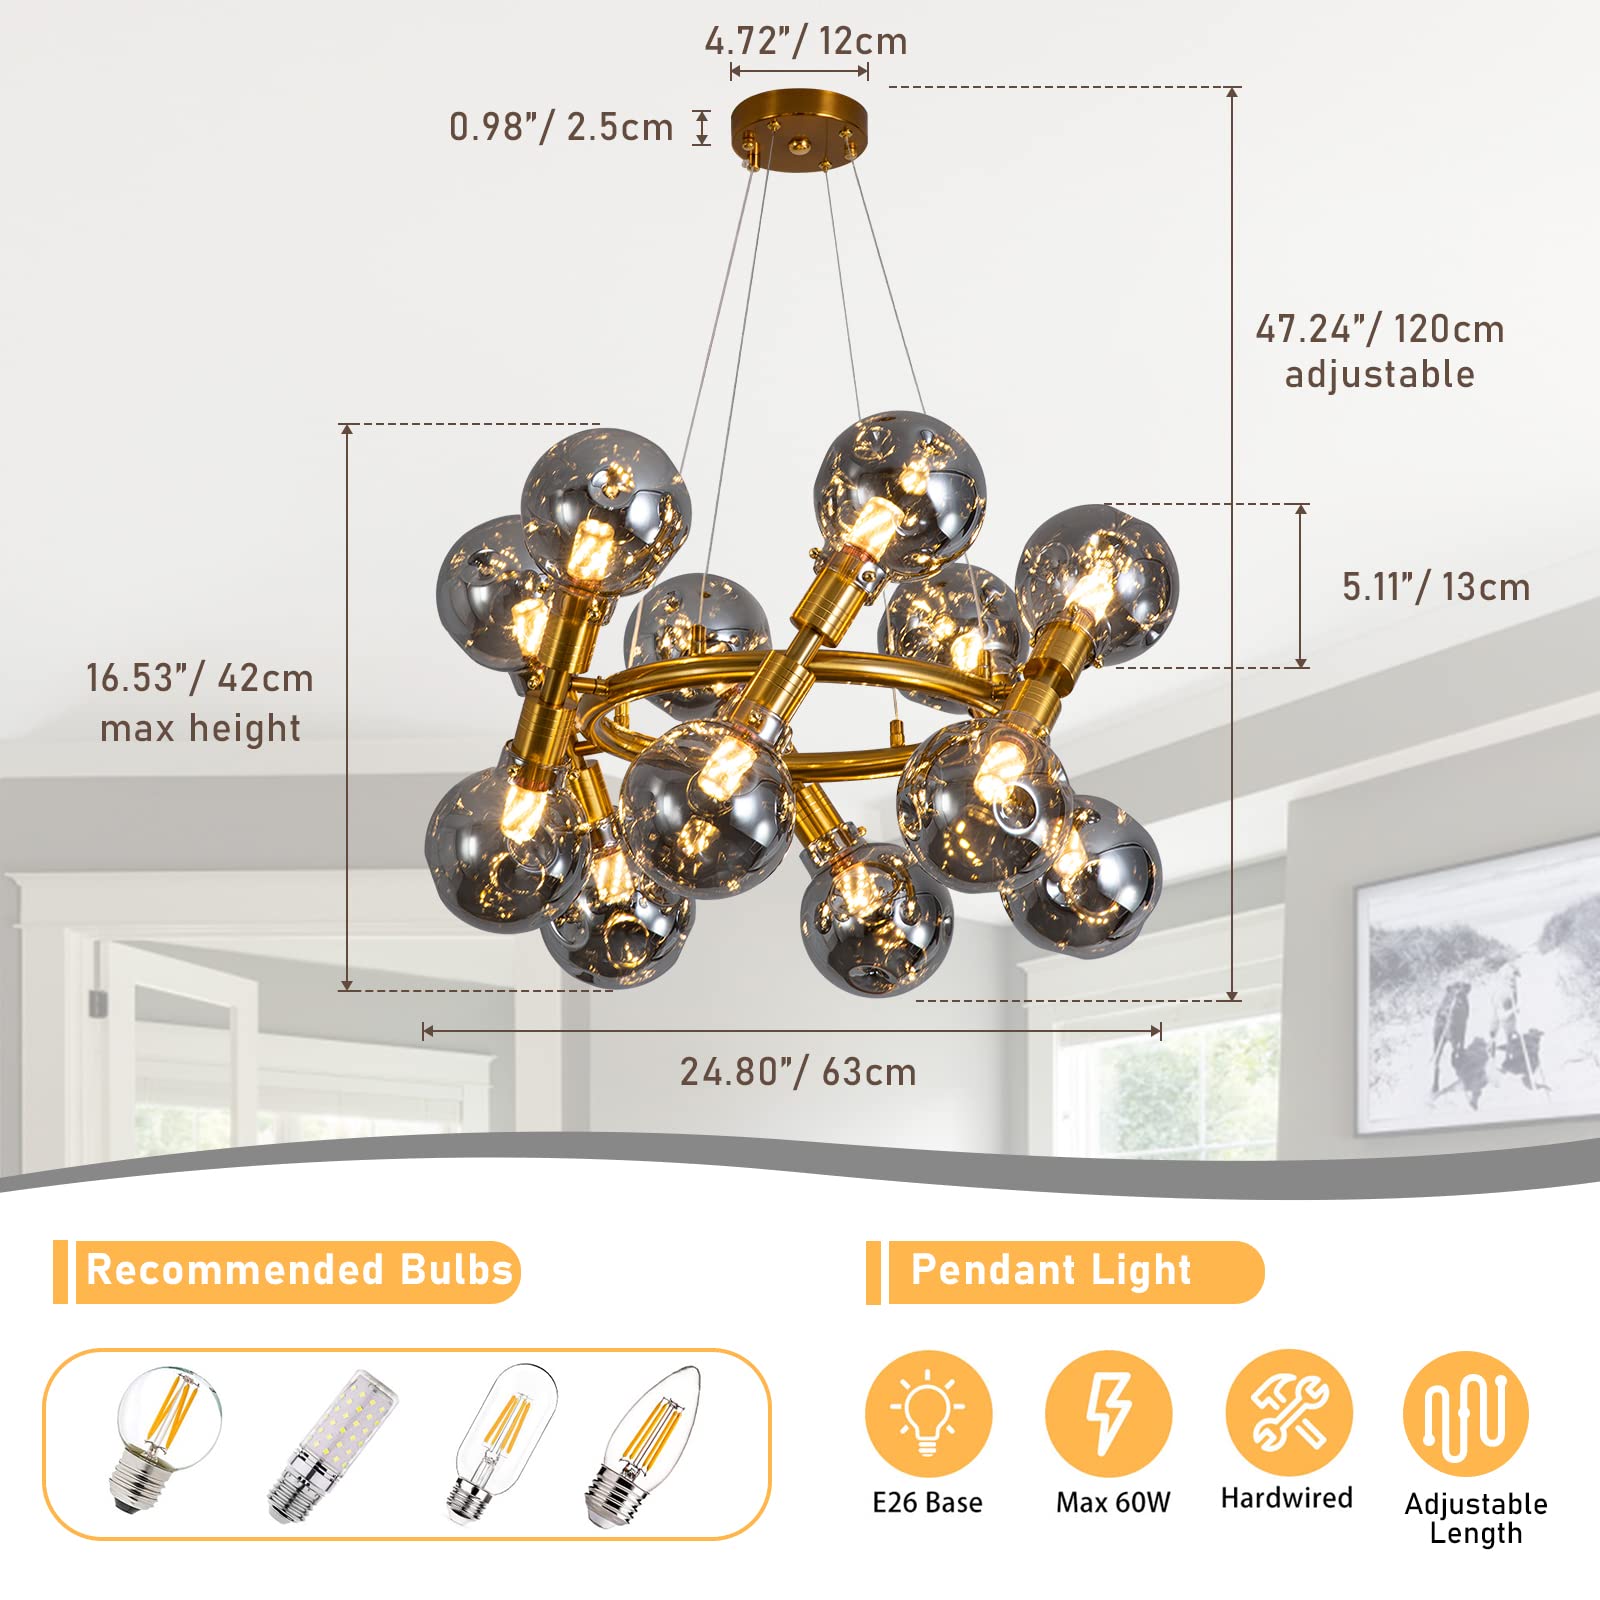 4.72”/ 12cm
0.98”/ 2.5cm
47.24”/ 120cm
adjustable
5.11”/ 13cm
16.53”/ 42cm
max height
24.80”/ 63cm
Recommended Bulbs
Pendant Light
E26 Base
Max 60W
Hardwired
Adjustable
Length